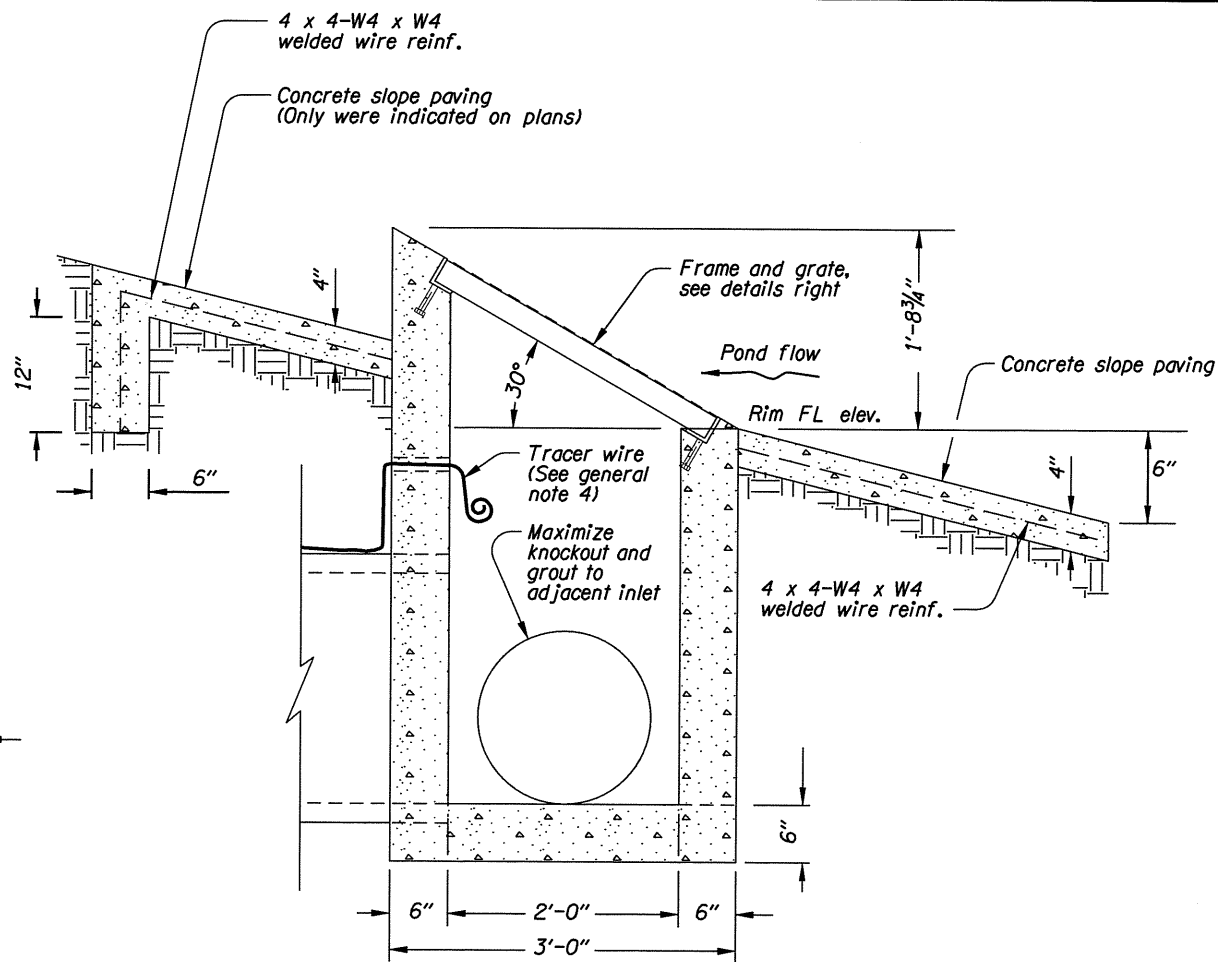 4 x 4-W4 x W4
welded wire reinf.
Concrete slope paving
(Only were indicated on plans)
4"
12"
6"
Frame and grate,
see details right
1'-8¾"
Pond flow
Concrete slope paving
30°
Rim FL elev.
Tracer wire
(See general
note 4)
4"
6"
Maximize
knockout and
grout to
adjacent inlet
4 x 4-W4 x W4
welded wire reinf.
6"
6"
2'-0"
6"
3'-0"